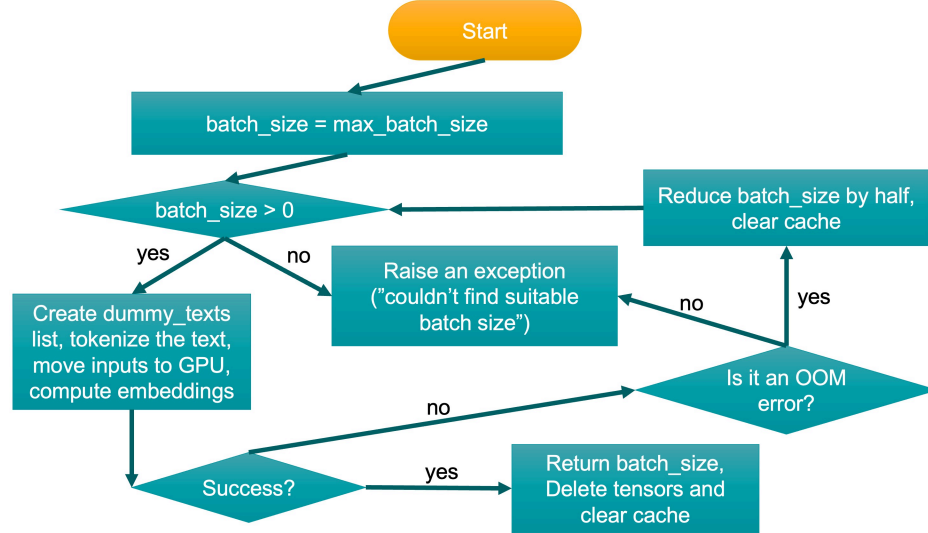 Start
batch_size = max_batch_size
batch_size > 0
Reduce batch_size by half,
clear cache
yes
no
Raise an exception
(”couldn’t find suitable
batch size”)
no
yes
Create dummy_texts
list, tokenize the text,
move inputs to GPU,
compute embeddings
Is it an OOM
error?
no
Success?
yes
Return batch_size,
Delete tensors and
clear cache